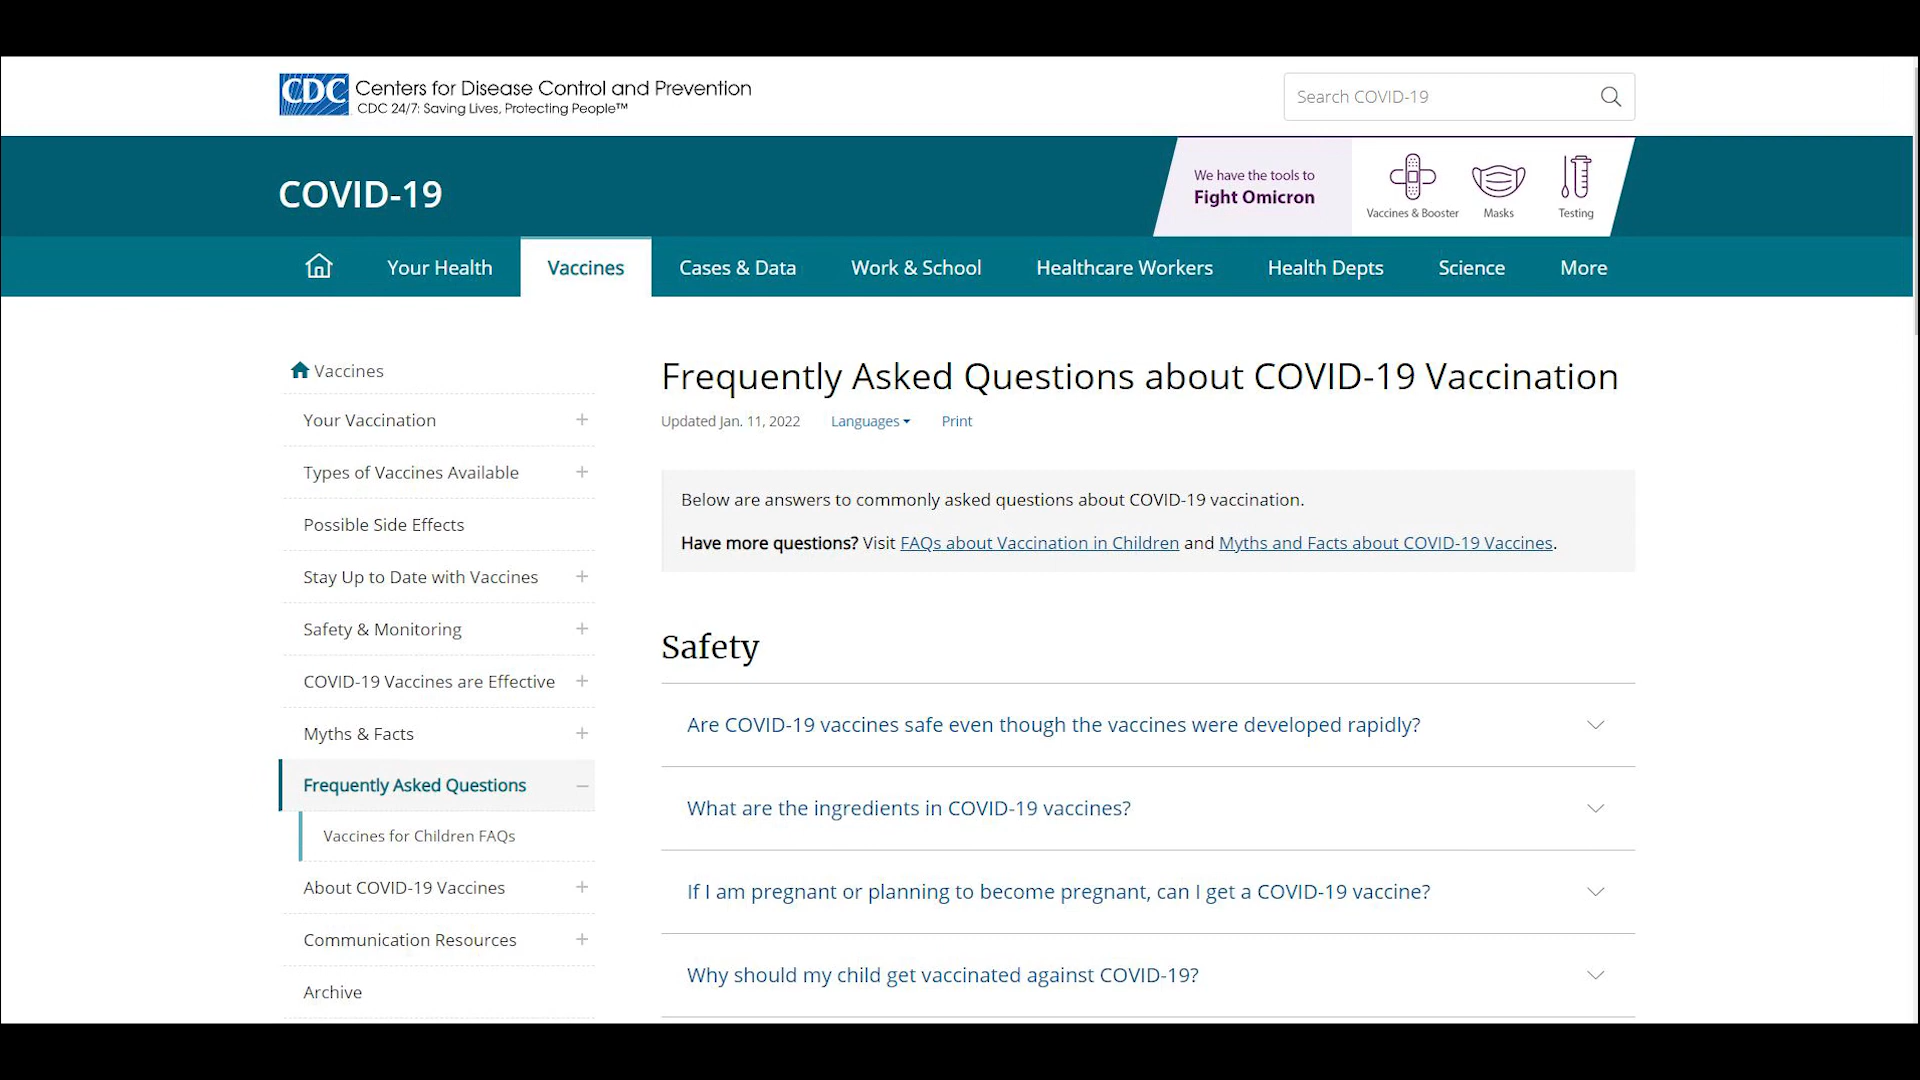 CDC Centers for Disease Control and Prevention
CDC 24/7: Saving Lives, Protecting People™
Search COVID-19
COVID-19
We have the tools to
Fight Omicron
Vaccines & Booster
Masks
Testing
Your Health
Vaccines
Cases & Data
Work & School
Healthcare Workers
Health Depts
Science
More
Vaccines
Your Vaccination
Types of Vaccines Available
Possible Side Effects
Stay Up to Date with Vaccines
Safety & Monitoring
COVID-19 Vaccines are Effective
Myths & Facts
Frequently Asked Questions
Vaccines for Children FAQs
About COVID-19 Vaccines
Communication Resources
Archive
Frequently Asked Questions about COVID-19 Vaccination
Updated Jan. 11, 2022 Languages Print
Below are answers to commonly asked questions about COVID-19 vaccination.
Have more questions? Visit FAQs about Vaccination in Children and Myths and Facts about COVID-19 Vaccines.
Safety
Are COVID-19 vaccines safe even though the vaccines were developed rapidly?
What are the ingredients in COVID-19 vaccines?
If I am pregnant or planning to become pregnant, can I get a COVID-19 vaccine?
Why should my child get vaccinated against COVID-19?